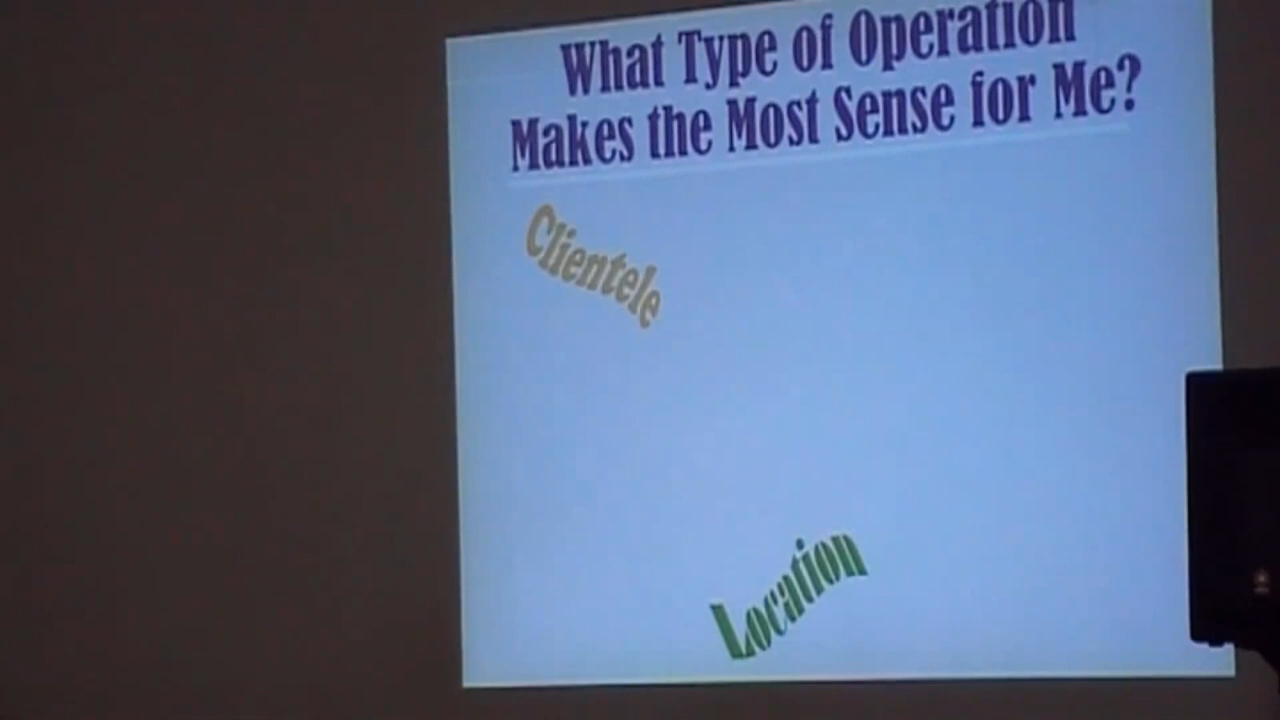 What Type of Operation
Makes the Most Sense for Me?
Clientele
Location